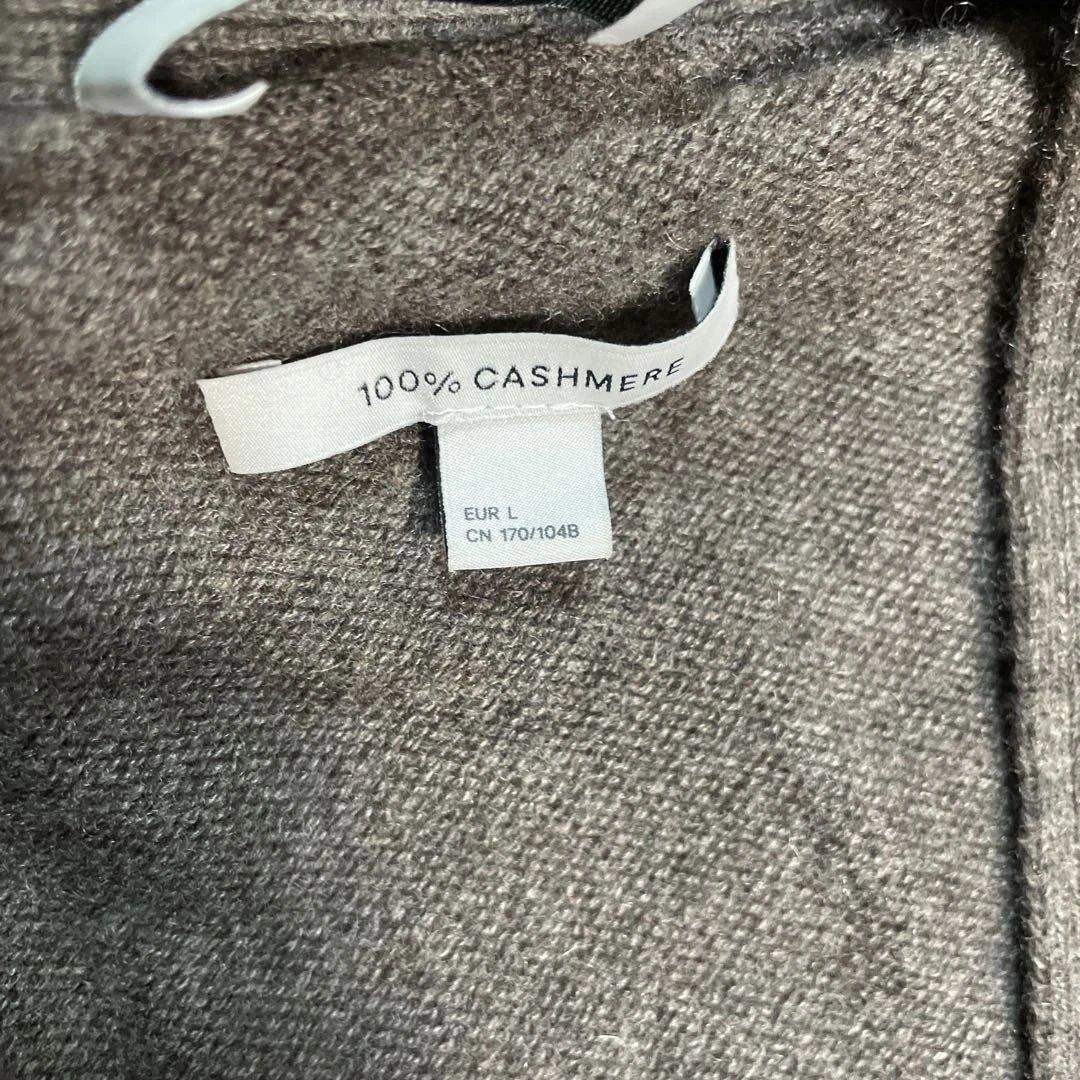 100% CASHMERE
EUR L
CN 170/104B